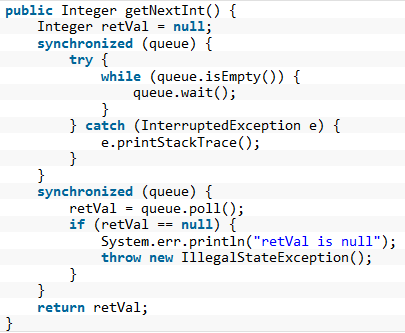 public Integer getNextInt() {
    Integer retVal = null;
    synchronized (queue) {
        try {
            while (queue.isEmpty()) {
                queue.wait();
            }
        } catch (InterruptedException e) {
            e.printStackTrace();
        }
    }
    synchronized (queue) {
        retVal = queue.poll();
        if (retVal == null) {
            System.err.println("retVal is null");
            throw new IllegalStateException();
        }
    }
    return retVal;
}